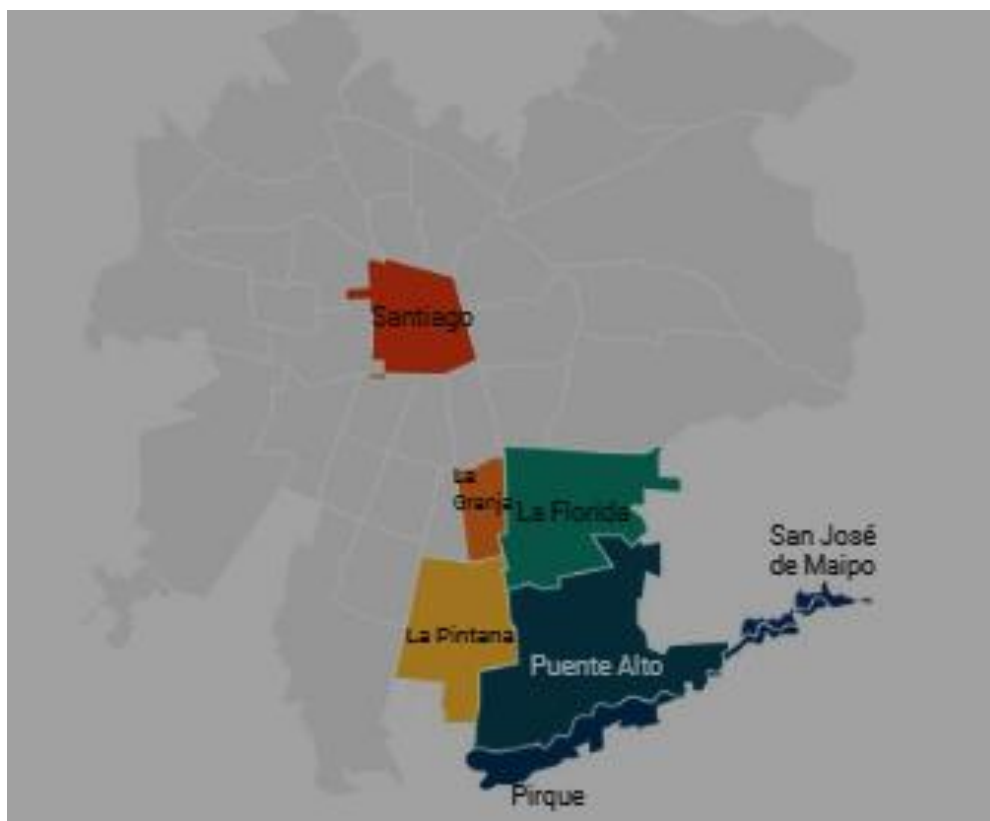 Santiago
La
Granja
La Florida
San José
de Maipo
La Pintana
Puente Alto
Pirque